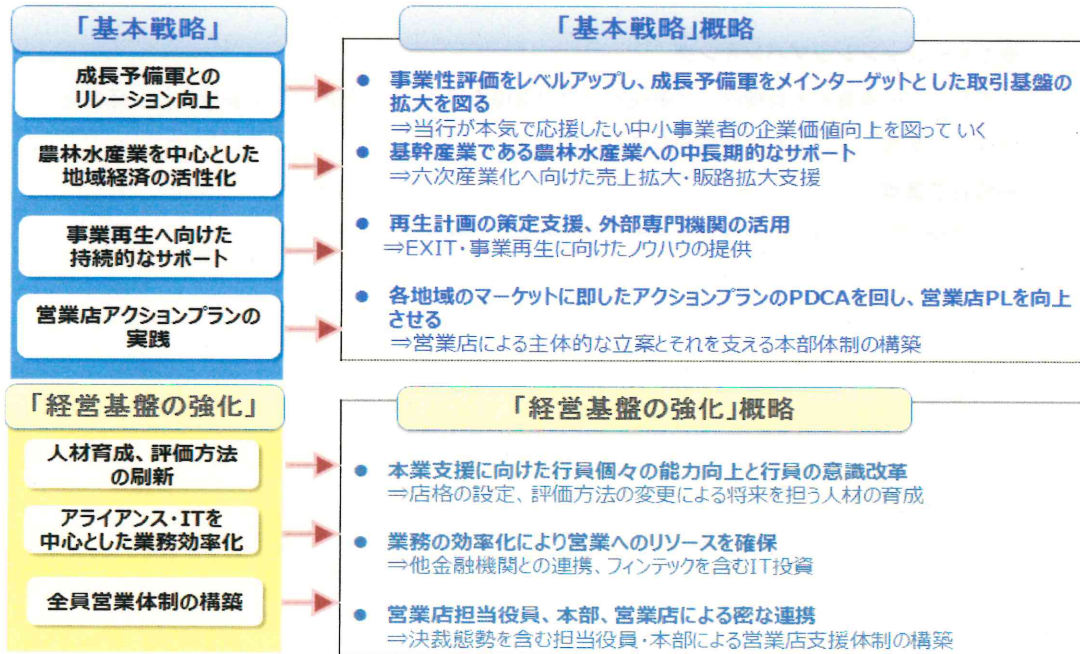 「基本戦略」
「基本戦略」概略
成長予備軍との
リレーション向上
● 事業性評価をレベルアップし、成長予備軍をメインターゲットとした取引基盤の
拡大を図る
⇒当行が本気で応援したい中小事業者の企業価値向上を図っていく
農林水産業を中心とした
地域経済の活性化
● 基幹産業である農林水産業への中長期的なサポート
⇒六次産業化へ向けた売上拡大・販路拡大支援
事業再生へ向けた
持続的なサポート
● 再生計画の策定支援、外部専門機関の活用
⇒EXIT・事業再生に向けたノウハウの提供
営業店アクションプランの
実践
● 各地域のマーケットに即したアクションプランのPDCAを回し、営業店PLを向上
させる
⇒営業店による主体的な立案とそれを支える本部体制の構築
「経営基盤の強化」
「経営基盤の強化」概略
人材育成、評価方法
の刷新
● 本業支援に向けた行員個々の能力向上と行員の意識改革
⇒店格の設定、評価方法の変更による将来を担う人材の育成
アライアンス・ITを
中心とした業務効率化
● 業務の効率化により営業へのリソースを確保
⇒他金融機関との連携、フィンテックを含むIT投資
全員営業体制の構築
● 営業店担当役員、本部、営業店による密な連携
⇒決裁態勢を含む担当役員・本部による営業店支援体制の構築